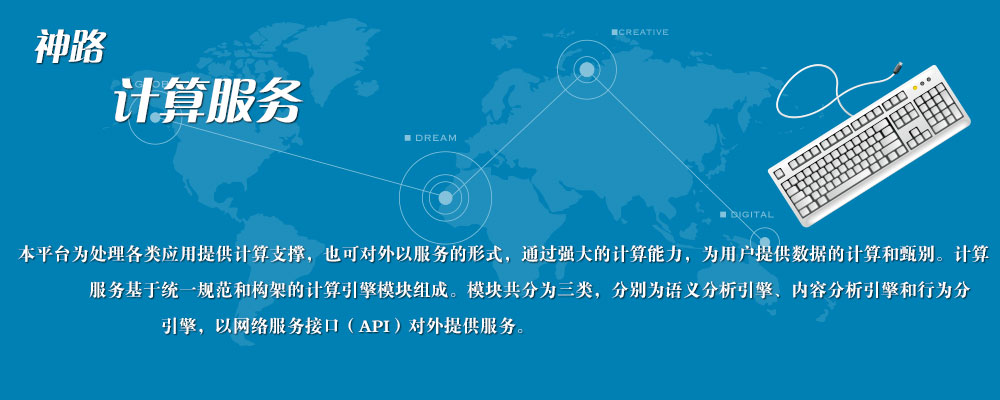 神路
计算服务
GLOBAL
CREATIVE
DREAM
DIGITAL
本平台为处理各类应用提供计算支撑，也可对外以服务的形式，通过强大的计算能力，为用户提供数据的计算和甄别。计算
服务基于统一规范和构架的计算引擎模块组成。模块共分为三类，分别为语义分析引擎、内容分析引擎和行为分
引擎，以网络服务接口（API）对外提供服务。